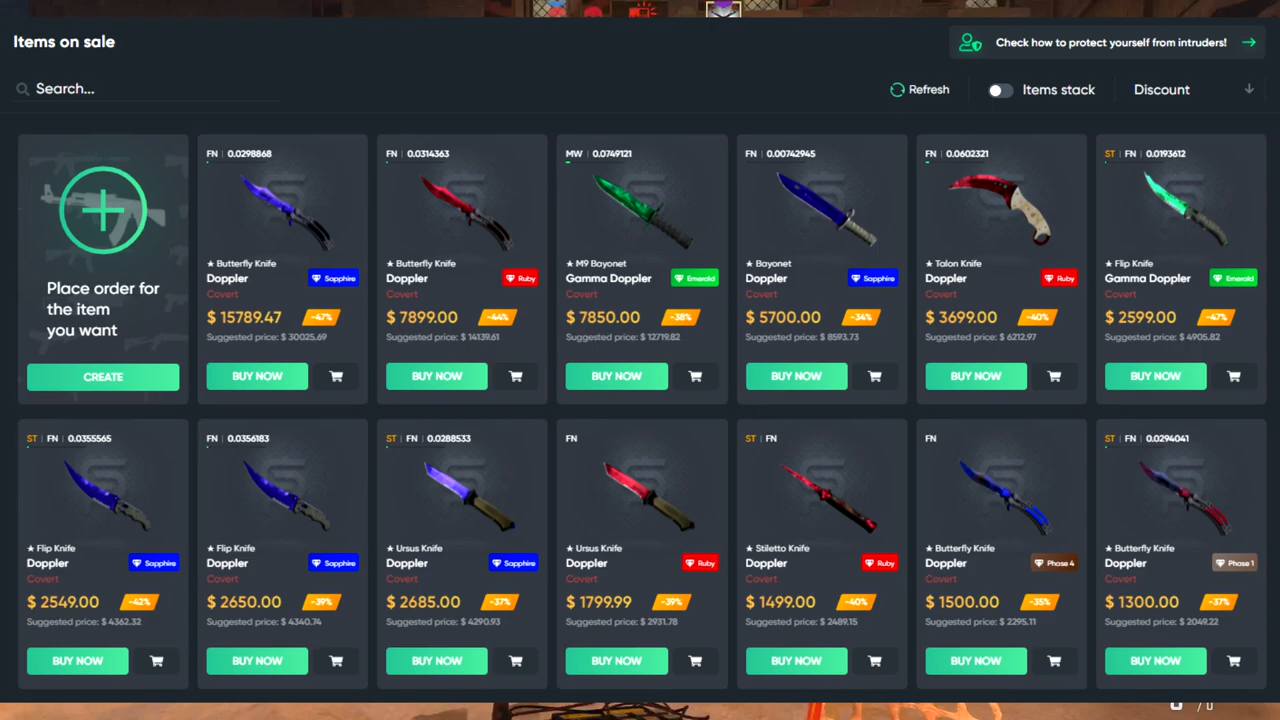 Items on sale
Check how to protect yourself from intruders!
Search...
Refresh
Items stack
Discount
Place order for
the item
you want
CREATE
FN | 0.0298868
★ Butterfly Knife
Doppler
Sapphire
Covert
$ 15789.47
-47%
Suggested price: $ 30025.69
BUY NOW
FN | 0.0314363
★ Butterfly Knife
Doppler
Ruby
Covert
$ 7899.00
-44%
Suggested price: $ 14139.61
BUY NOW
MW | 0.0749121
★ M9 Bayonet
Gamma Doppler
Emerald
Covert
$ 7850.00
-38%
Suggested price: $ 12719.82
BUY NOW
FN | 0.00742945
★ Bayonet
Doppler
Sapphire
Covert
$ 5700.00
-34%
Suggested price: $ 8593.73
BUY NOW
FN | 0.0602321
★ Talon Knife
Doppler
Ruby
Covert
$ 3699.00
-40%
Suggested price: $ 6212.97
BUY NOW
ST | FN | 0.0193612
★ Flip Knife
Gamma Doppler
Emerald
Covert
$ 2599.00
-47%
Suggested price: $ 4905.82
BUY NOW
ST | FN | 0.0355565
★ Flip Knife
Doppler
Sapphire
Covert
$ 2549.00
-42%
Suggested price: $ 4362.32
BUY NOW
FN | 0.0356183
★ Flip Knife
Doppler
Sapphire
Covert
$ 2650.00
-39%
Suggested price: $ 4340.74
BUY NOW
ST | FN | 0.0288533
★ Ursus Knife
Doppler
Sapphire
Covert
$ 2685.00
-37%
Suggested price: $ 4290.93
BUY NOW
FN
★ Ursus Knife
Doppler
Ruby
Covert
$ 1799.99
-39%
Suggested price: $ 2931.78
BUY NOW
ST | FN
★ Stiletto Knife
Doppler
Ruby
Covert
$ 1499.00
-40%
Suggested price: $ 2489.15
BUY NOW
FN
★ Butterfly Knife
Doppler
Phase 4
Covert
$ 1500.00
-35%
Suggested price: $ 2295.11
BUY NOW
ST | FN | 0.0294041
★ Butterfly Knife
Doppler
Phase 1
Covert
$ 1300.00
-37%
Suggested price: $ 2049.22
BUY NOW